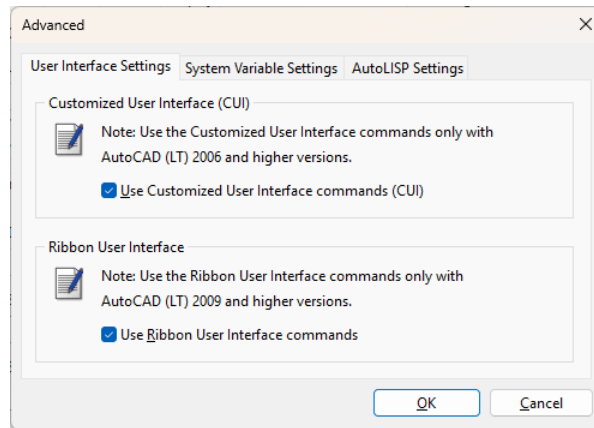 Advanced
User Interface Settings System Variable Settings AutoLISP Settings
Customized User Interface (CUI)
Note: Use the Customized User Interface commands only with
AutoCAD (LT) 2006 and higher versions.
Use Customized User Interface commands (CUI)
Ribbon User Interface
Note: Use the Ribbon User Interface commands only with
AutoCAD (LT) 2009 and higher versions.
Use Ribbon User Interface commands
OK Cancel